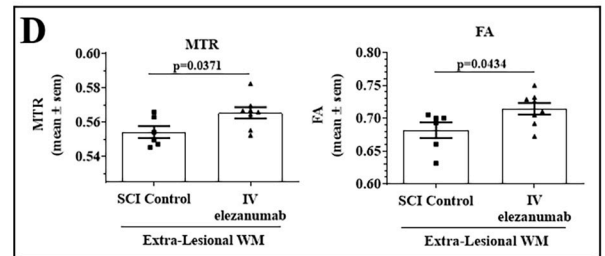 D
MTR
p=0.0371
0.60
0.58
0.56
0.54
MTR
(mean ± sem)
SCI Control
IV
elezanumab
Extra-Lesional WM
FA
p=0.0434
0.80
0.75
0.70
0.65
0.60
FA
(mean ± sem)
SCI Control
IV
elezanumab
Extra-Lesional WM